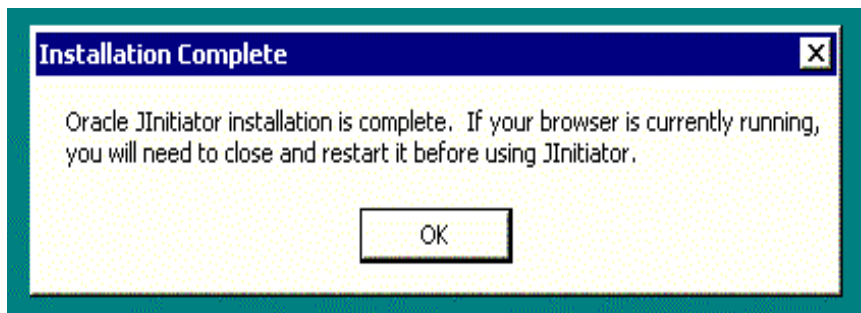 Installation Complete
Oracle JInitiator installation is complete.  If your browser is currently running,
you will need to close and restart it before using JInitiator.
OK